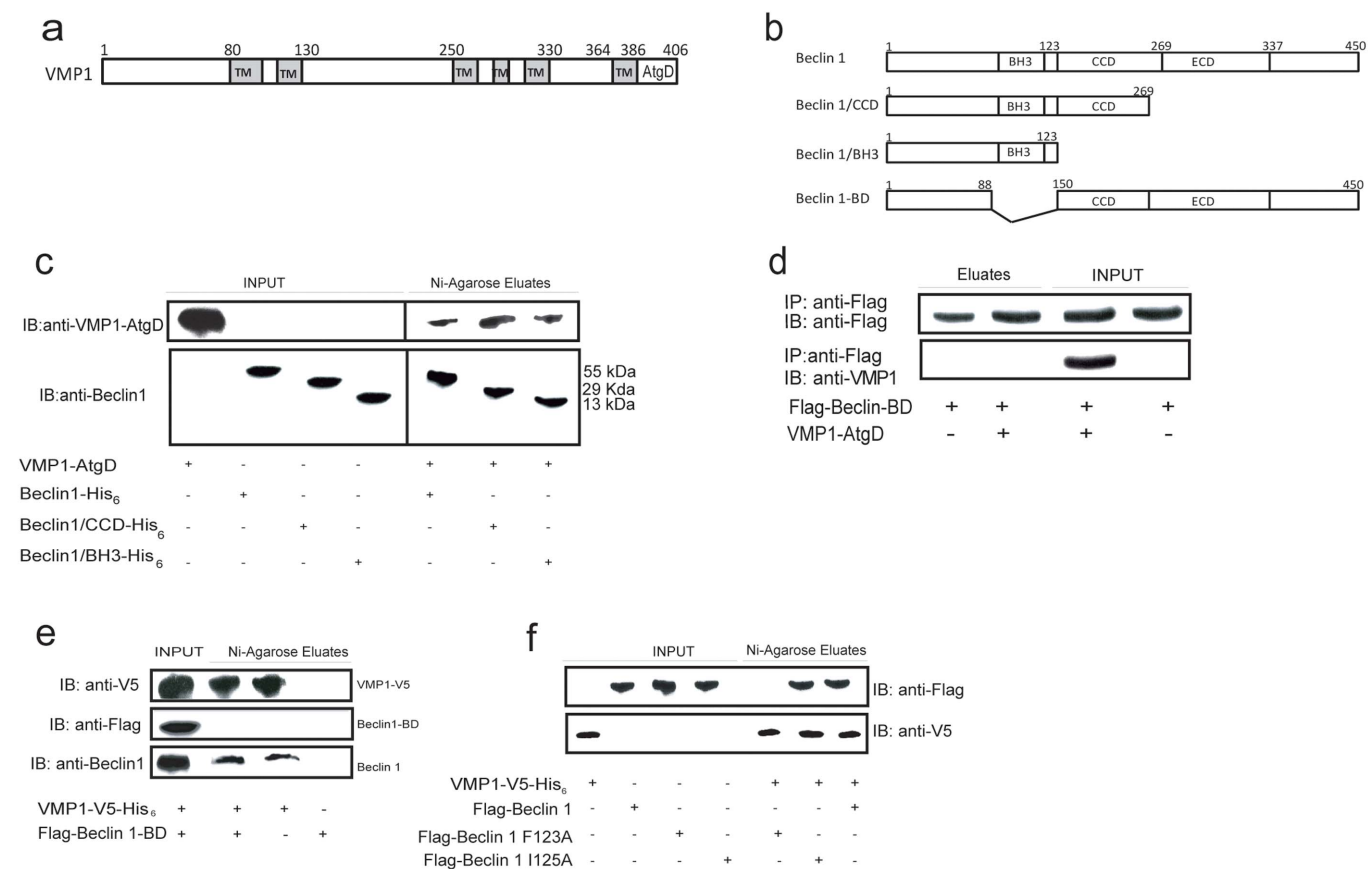 a
1 80 130 250 330 364 386 406
VMP1 TM TM TM TM TM TM AtgD
b
1 123 269 337 450
Beclin 1 BH3 CCD ECD
1 269
Beclin 1/CCD BH3 CCD
1 123
Beclin 1/BH3 BH3
1 88 150 450
Beclin 1-BD CCD ECD
c
INPUT Ni-Agarose Eluates
IB:anti-VMP1-AtgD
IB:anti-Beclin1
55 kDa
29 Kda
13 kDa
VMP1-AtgD + - - - + + +
Beclin1-His6 - + - - + - -
Beclin1/CCD-His6 - - + - - + -
Beclin1/BH3-His6 - - - + - - +
d
Eluates INPUT
IP: anti-Flag
IB: anti-Flag
IP:anti-Flag
IB: anti-VMP1
Flag-Beclin-BD + + + +
VMP1-AtgD - + + -
e
INPUT Ni-Agarose Eluates
IB: anti-V5 VMP1-V5
IB: anti-Flag Beclin1-BD
IB: anti-Beclin1 Beclin 1
VMP1-V5-His6 + + + -
Flag-Beclin 1-BD + + - +
f
INPUT Ni-Agarose Eluates
IB: anti-Flag
IB: anti-V5
VMP1-V5-His6 + - - - + + +
Flag-Beclin 1 - + - - - - +
Flag-Beclin 1 F123A - - + - + - -
Flag-Beclin 1 I125A - - - + - + -